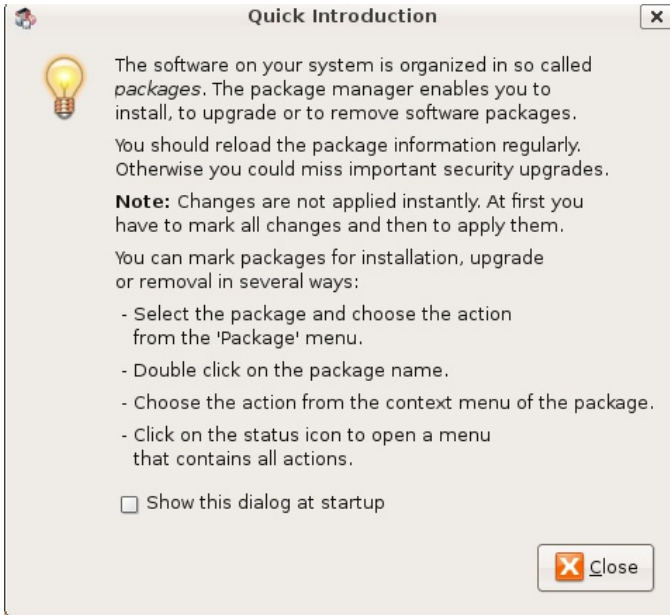 Quick Introduction
The software on your system is organized in so called
packages. The package manager enables you to
install, to upgrade or to remove software packages.
You should reload the package information regularly.
Otherwise you could miss important security upgrades.
Note: Changes are not applied instantly. At first you
have to mark all changes and then to apply them.
You can mark packages for installation, upgrade
or removal in several ways:
- Select the package and choose the action
from the 'Package' menu.
- Double click on the package name.
- Choose the action from the context menu of the package.
- Click on the status icon to open a menu
that contains all actions.
Show this dialog at startup
Close